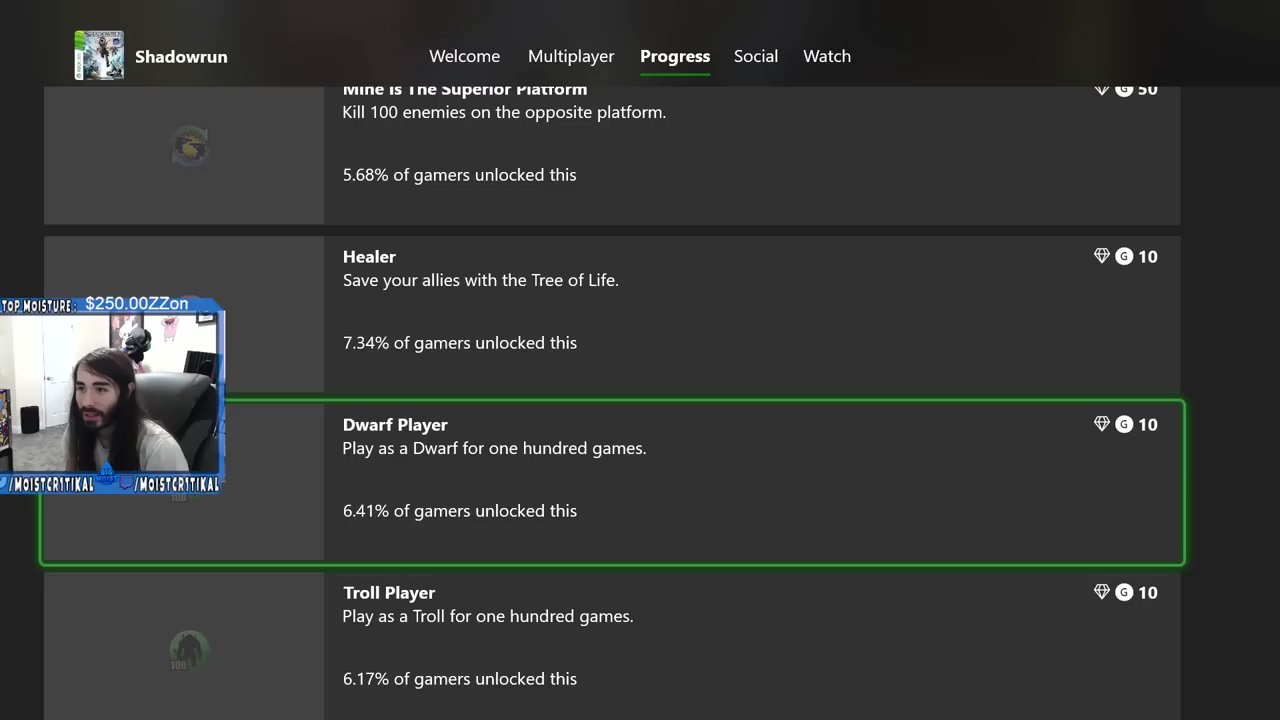 Shadowrun
Welcome Multiplayer Progress Social Watch
Mine Is The Superior Platform
G 50
Kill 100 enemies on the opposite platform.
5.68% of gamers unlocked this
Healer
G 10
Save your allies with the Tree of Life.
7.34% of gamers unlocked this
TOP MOISTURE: $250.00ZZon
/MOISTCR1TIKAL /MOISTCR1TIKAL
Dwarf Player
G 10
Play as a Dwarf for one hundred games.
6.41% of gamers unlocked this
100
Troll Player
G 10
Play as a Troll for one hundred games.
100
6.17% of gamers unlocked this